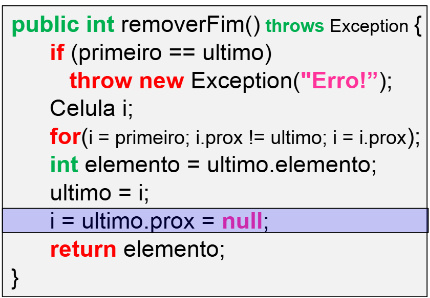 public int removerFim() throws Exception {
if (primeiro == ultimo)
throw new Exception("Erro!”);
Celula i;
for(i = primeiro; i.prox != ultimo; i = i.prox);
int elemento = ultimo.elemento;
ultimo = i;
i = ultimo.prox = null;
return elemento;
}